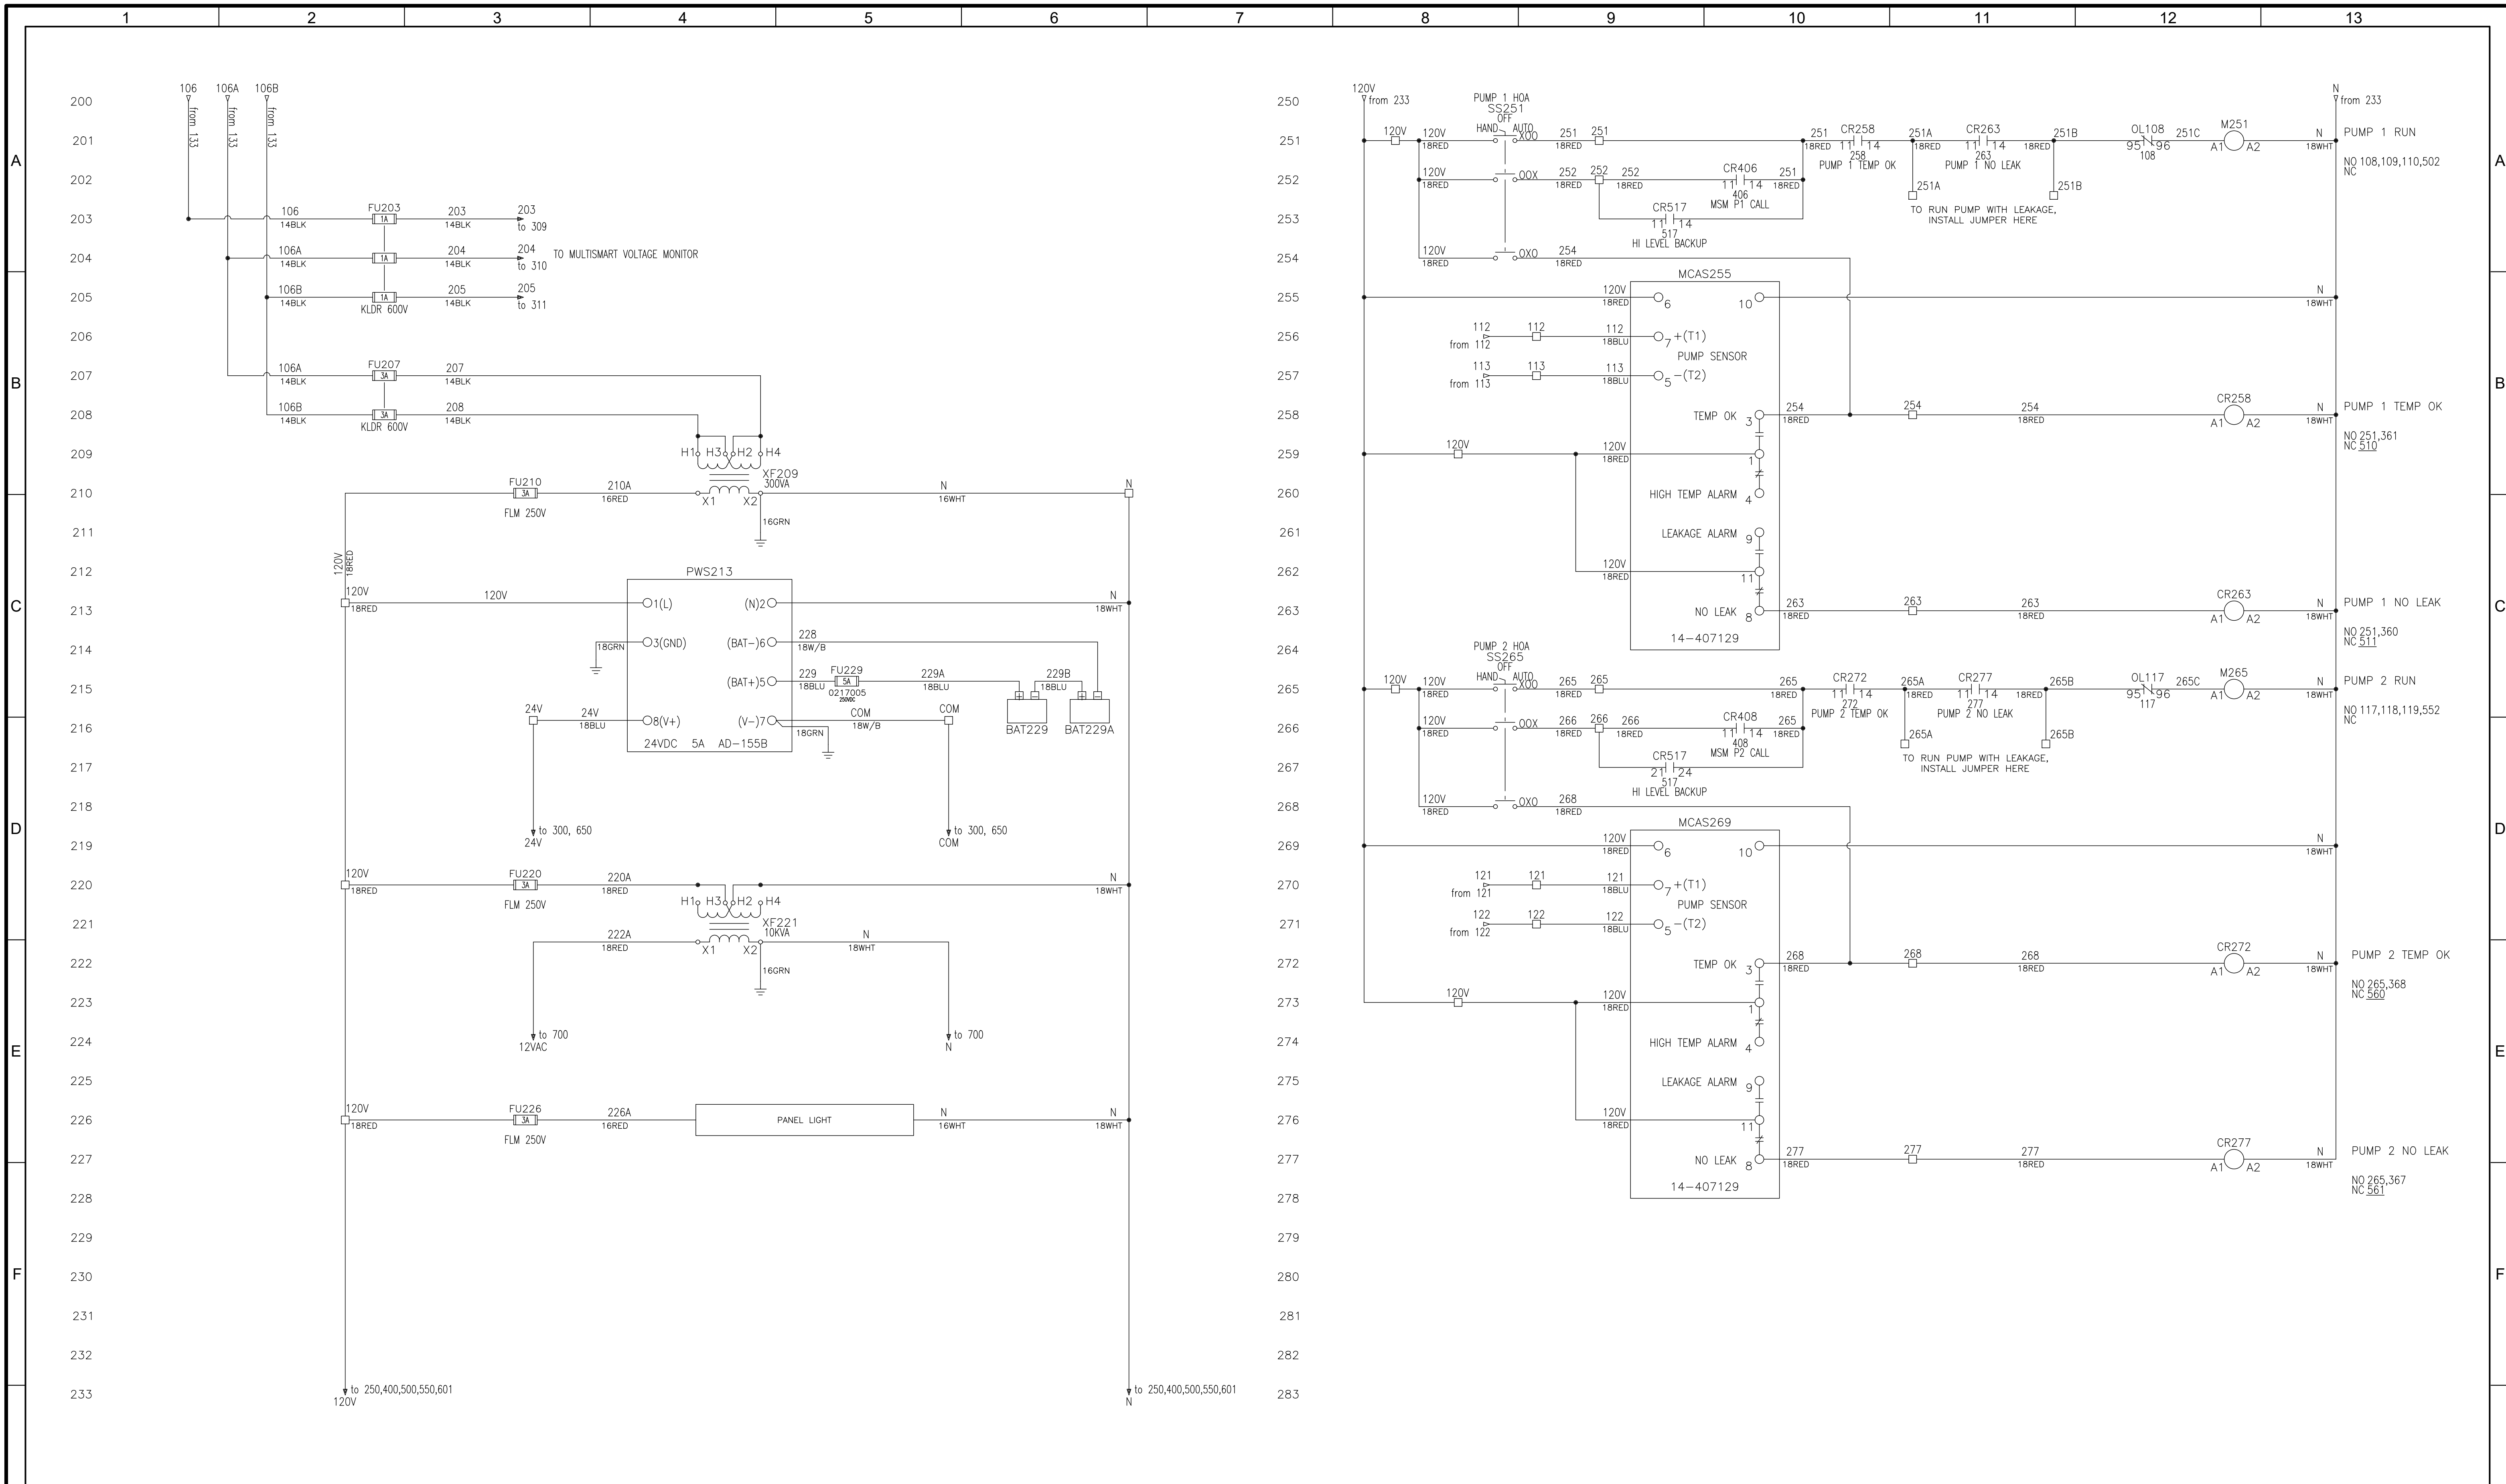 1 2 3 4 5 6 7 8 9 10 11 12 13
A
B
C
D
E
F
A
B
C
D
E
F
200
106 106A 106B
from 133
from 133
from 133
201
202
203
106
14BLK
FU203
1A
203
14BLK
203
to 309
204
106A
14BLK
1A
204
14BLK
204
to 310
TO MULTISMART VOLTAGE MONITOR
205
106B
14BLK
1A
KLDR 600V
205
14BLK
205
to 311
206
207
106A
14BLK
FU207
3A
207
14BLK
208
106B
14BLK
3A
KLDR 600V
208
14BLK
209
H1 H3 H2 H4
XF209
300VA
210
FU210
3A
FLM 250V
210A
16RED
X1 X2
N
16WHT
N
211
16GRN
120V
18RED
212
PWS213
213
120V
18RED
120V
1(L)
(N)2
N
18WHT
214
18GRN
3(GND)
(BAT-)6
228
18W/B
215
(BAT+)5
229
18BLU
FU229
5A
0217005
250VDC
229A
18BLU
229B
18BLU
+ -
+ -
BAT229 BAT229A
216
24V
24V
18BLU
8(V+)
(V-)7
18GRN
COM
18W/B
COM
24VDC 5A AD-155B
217
218
to 300, 650
24V
to 300, 650
COM
219
220
120V
18RED
FU220
3A
FLM 250V
220A
18RED
N
18WHT
221
H1 H3 H2 H4
XF221
10KVA
222A
18RED
X1 X2
N
18WHT
222
16GRN
223
224
to 700
12VAC
to 700
N
225
226
120V
18RED
FU226
3A
FLM 250V
226A
16RED
PANEL LIGHT
N
16WHT
N
18WHT
227
228
229
230
231
232
233
to 250,400,500,550,601
120V
to 250,400,500,550,601
N
250
120V
from 233
N
from 233
PUMP 1 HOA
SS251
OFF
HAND AUTO
251
120V
120V
18RED
XOO
251
18RED
251
251
18RED
CR258
11 14
258
PUMP 1 TEMP OK
251A
18RED
CR263
11 14
263
PUMP 1 NO LEAK
18RED
251B
OL108
95 96
108
251C
M251
A1 A2
N
18WHT
PUMP 1 RUN
NO 108,109,110,502
NC
252
120V
18RED
OOX
252
18RED
252
252
18RED
CR406
11 14
406
MSM P1 CALL
251
18RED
251A
251B
TO RUN PUMP WITH LEAKAGE,
INSTALL JUMPER HERE
253
CR517
11 14
517
HI LEVEL BACKUP
254
120V
18RED
OXO
254
18RED
MCAS255
255
120V
18RED
6
10
N
18WHT
256
112
from 112
112
112
18BLU
7
+(T1)
PUMP SENSOR
257
113
from 113
113
113
18BLU
5
-(T2)
258
TEMP OK
3
254
18RED
254
254
18RED
CR258
A1 A2
N
18WHT
PUMP 1 TEMP OK
NO 251,361
NC 510
259
120V
120V
18RED
1
260
HIGH TEMP ALARM
4
261
LEAKAGE ALARM
9
262
120V
18RED
11
263
NO LEAK
8
263
18RED
263
263
18RED
CR263
A1 A2
N
18WHT
PUMP 1 NO LEAK
NO 251,360
NC 511
14-407129
264
PUMP 2 HOA
SS265
OFF
HAND AUTO
265
120V
120V
18RED
XOO
265
18RED
265
265
18RED
CR272
11 14
272
PUMP 2 TEMP OK
265A
18RED
CR277
11 14
277
PUMP 2 NO LEAK
18RED
265B
OL117
95 96
117
265C
M265
A1 A2
N
18WHT
PUMP 2 RUN
NO 117,118,119,552
NC
266
120V
18RED
OOX
266
18RED
266
266
18RED
CR408
11 14
408
MSM P2 CALL
265
18RED
265A
265B
TO RUN PUMP WITH LEAKAGE,
INSTALL JUMPER HERE
267
CR517
21 24
517
HI LEVEL BACKUP
268
120V
18RED
OXO
268
18RED
MCAS269
269
120V
18RED
6
10
N
18WHT
270
121
from 121
121
121
18BLU
7
+(T1)
PUMP SENSOR
271
122
from 122
122
122
18BLU
5
-(T2)
272
TEMP OK
3
268
18RED
268
268
18RED
CR272
A1 A2
N
18WHT
PUMP 2 TEMP OK
NO 265,368
NC 560
273
120V
120V
18RED
1
274
HIGH TEMP ALARM
4
275
LEAKAGE ALARM
9
276
120V
18RED
11
277
NO LEAK
8
277
18RED
277
277
18RED
CR277
A1 A2
N
18WHT
PUMP 2 NO LEAK
NO 265,367
NC 561
14-407129
278
279
280
281
282
283